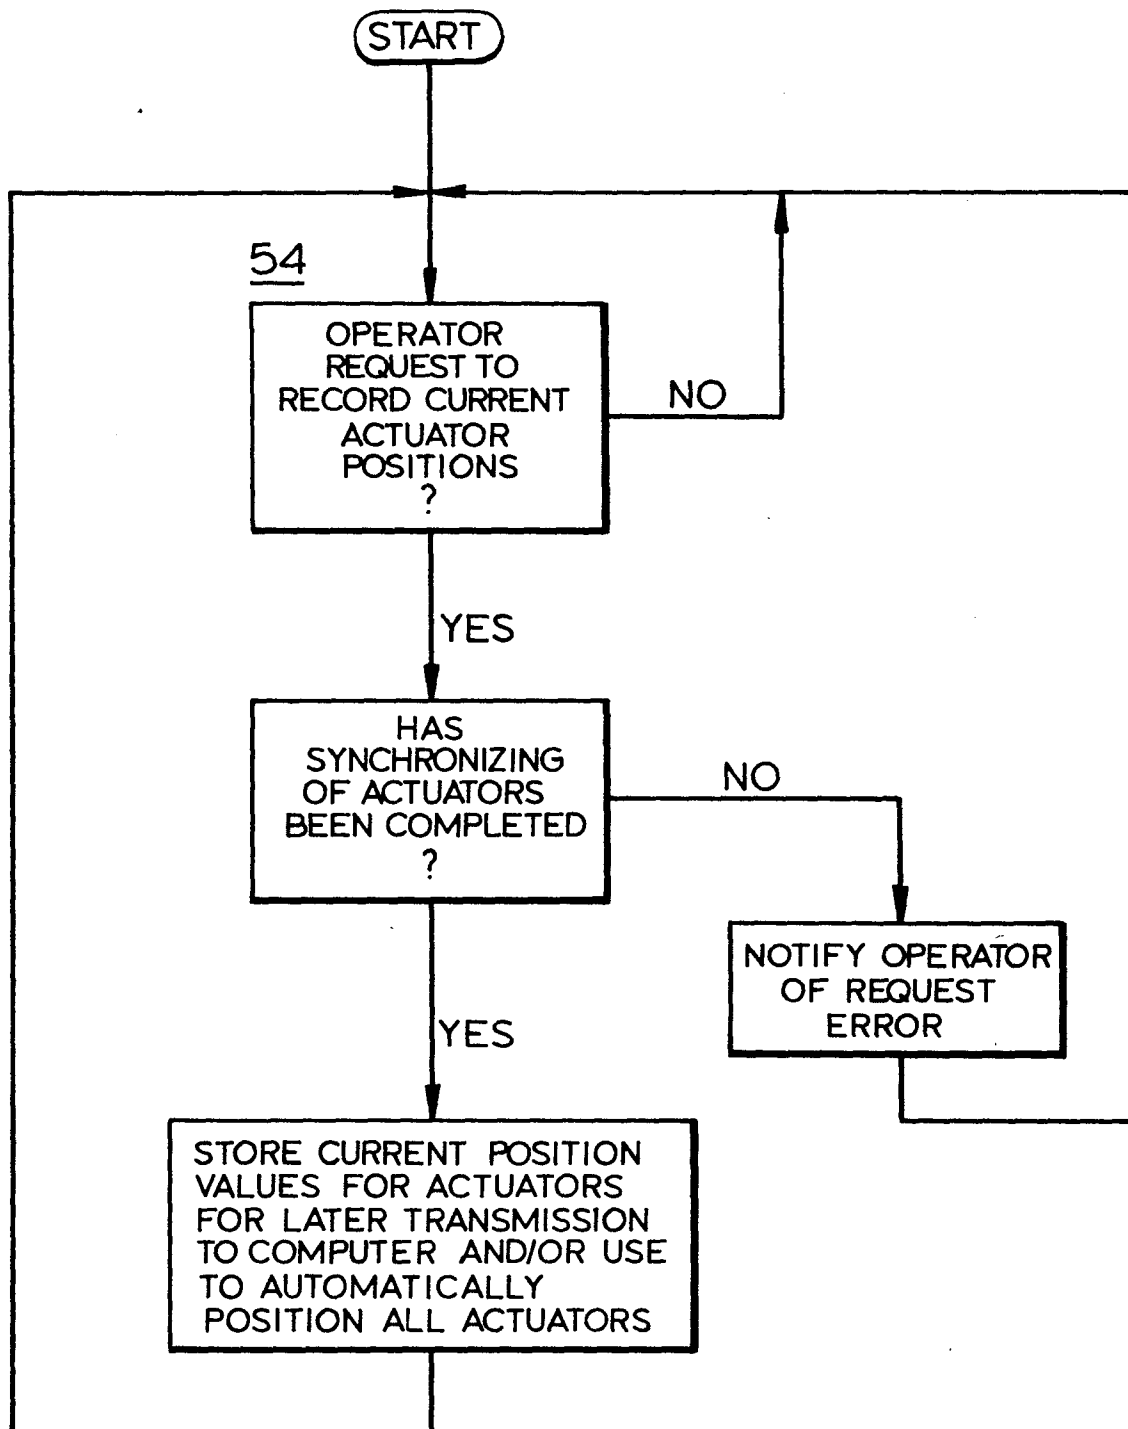 START
54
OPERATOR
REQUEST TO
RECORD CURRENT
ACTUATOR
POSITIONS
?
NO
YES
HAS
SYNCHRONIZING
OF ACTUATORS
BEEN COMPLETED
?
NO
NOTIFY OPERATOR
OF REQUEST
ERROR
YES
STORE CURRENT POSITION
VALUES FOR ACTUATORS
FOR LATER TRANSMISSION
TO COMPUTER AND/OR USE
TO AUTOMATICALLY
POSITION ALL ACTUATORS